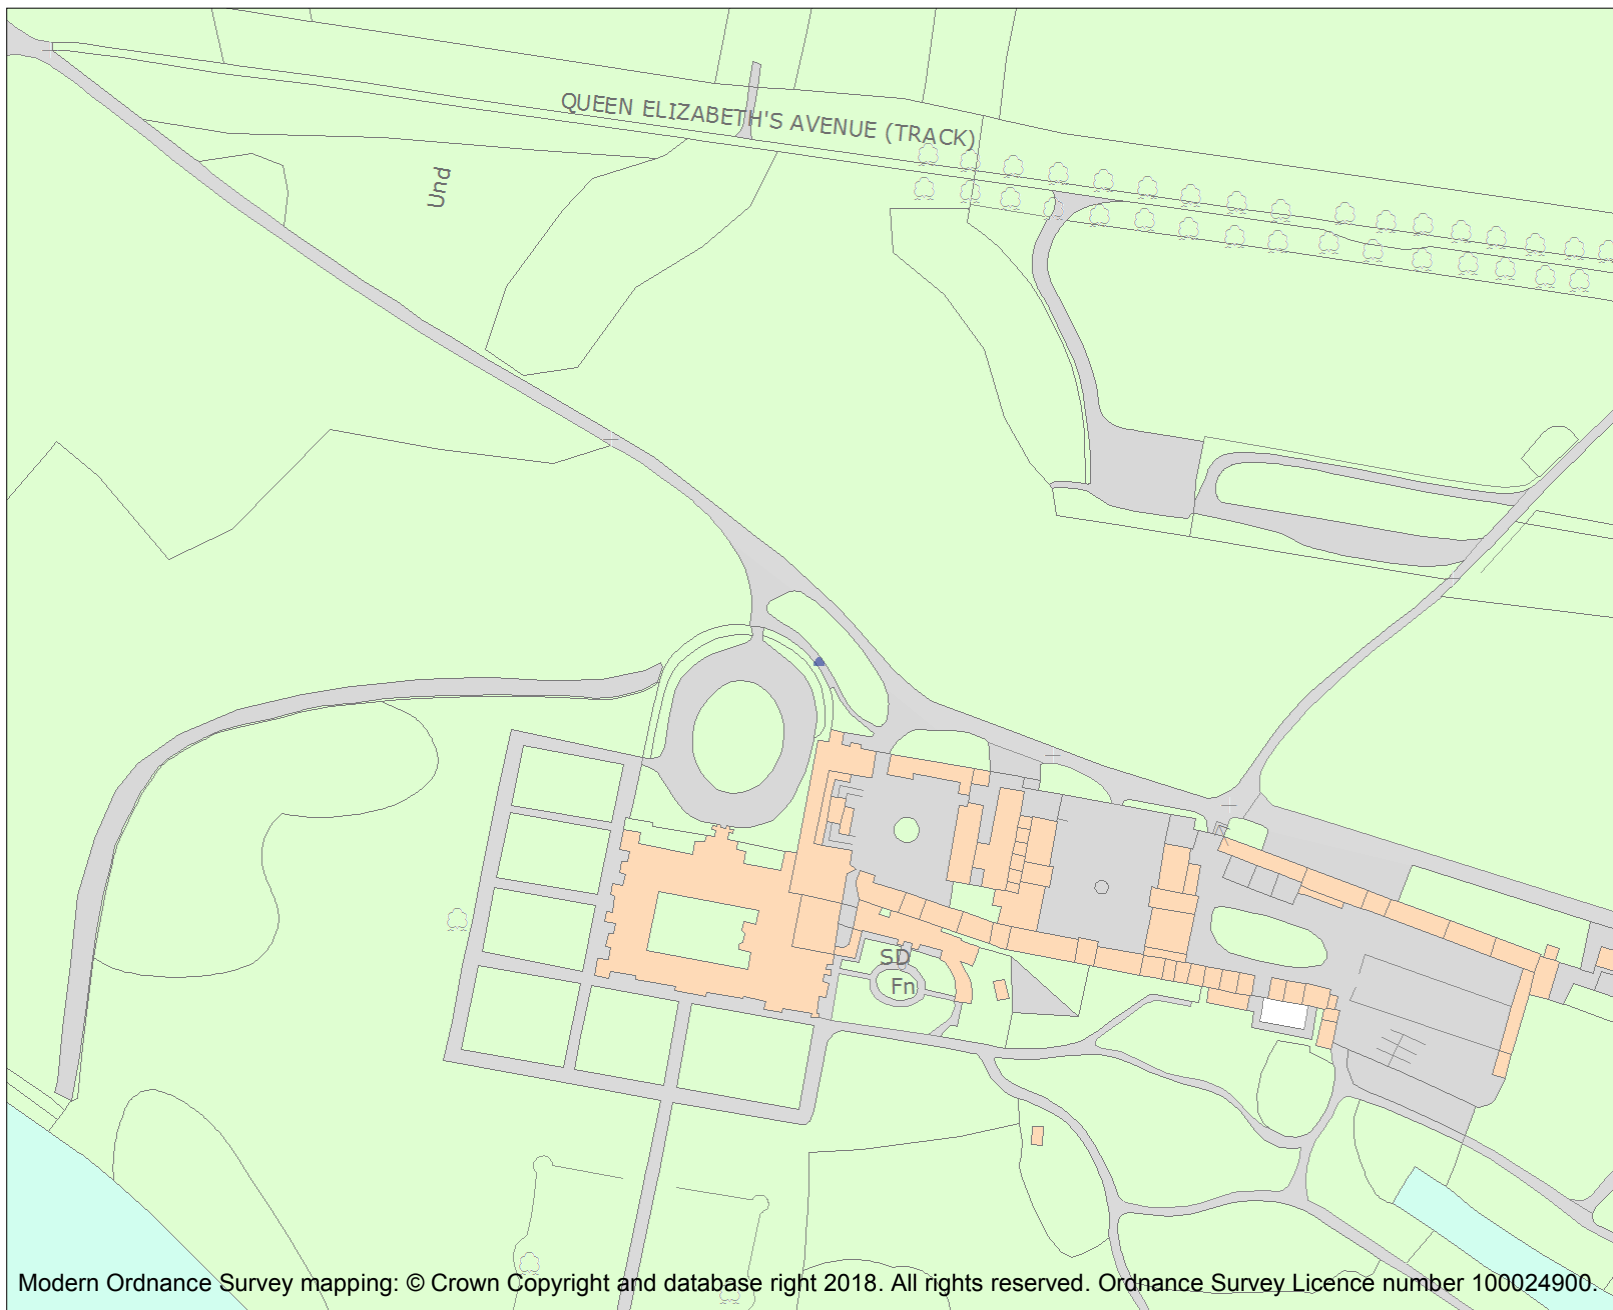 QUEEN ELIZABETH'S AVENUE (TRACK)
Und
SD
Fn
Modern Ordnance Survey mapping: © Crown Copyright and database right 2018. All rights reserved. Ordnance Survey Licence number 100024900.